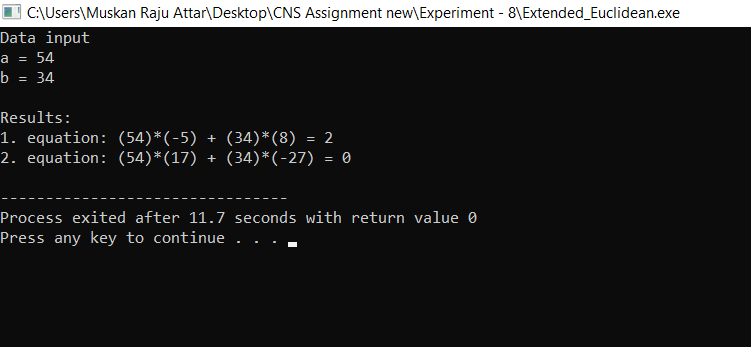 C:\Users\Muskan Raju Attar\Desktop\CNS Assignment new\Experiment - 8\Extended_Euclidean.exe
Data input
a = 54
b = 34
Results:
1. equation: (54)*(-5) + (34)*(8) = 2
2. equation: (54)*(17) + (34)*(-27) = 0
--------------------------------
Process exited after 11.7 seconds with return value 0
Press any key to continue . . .